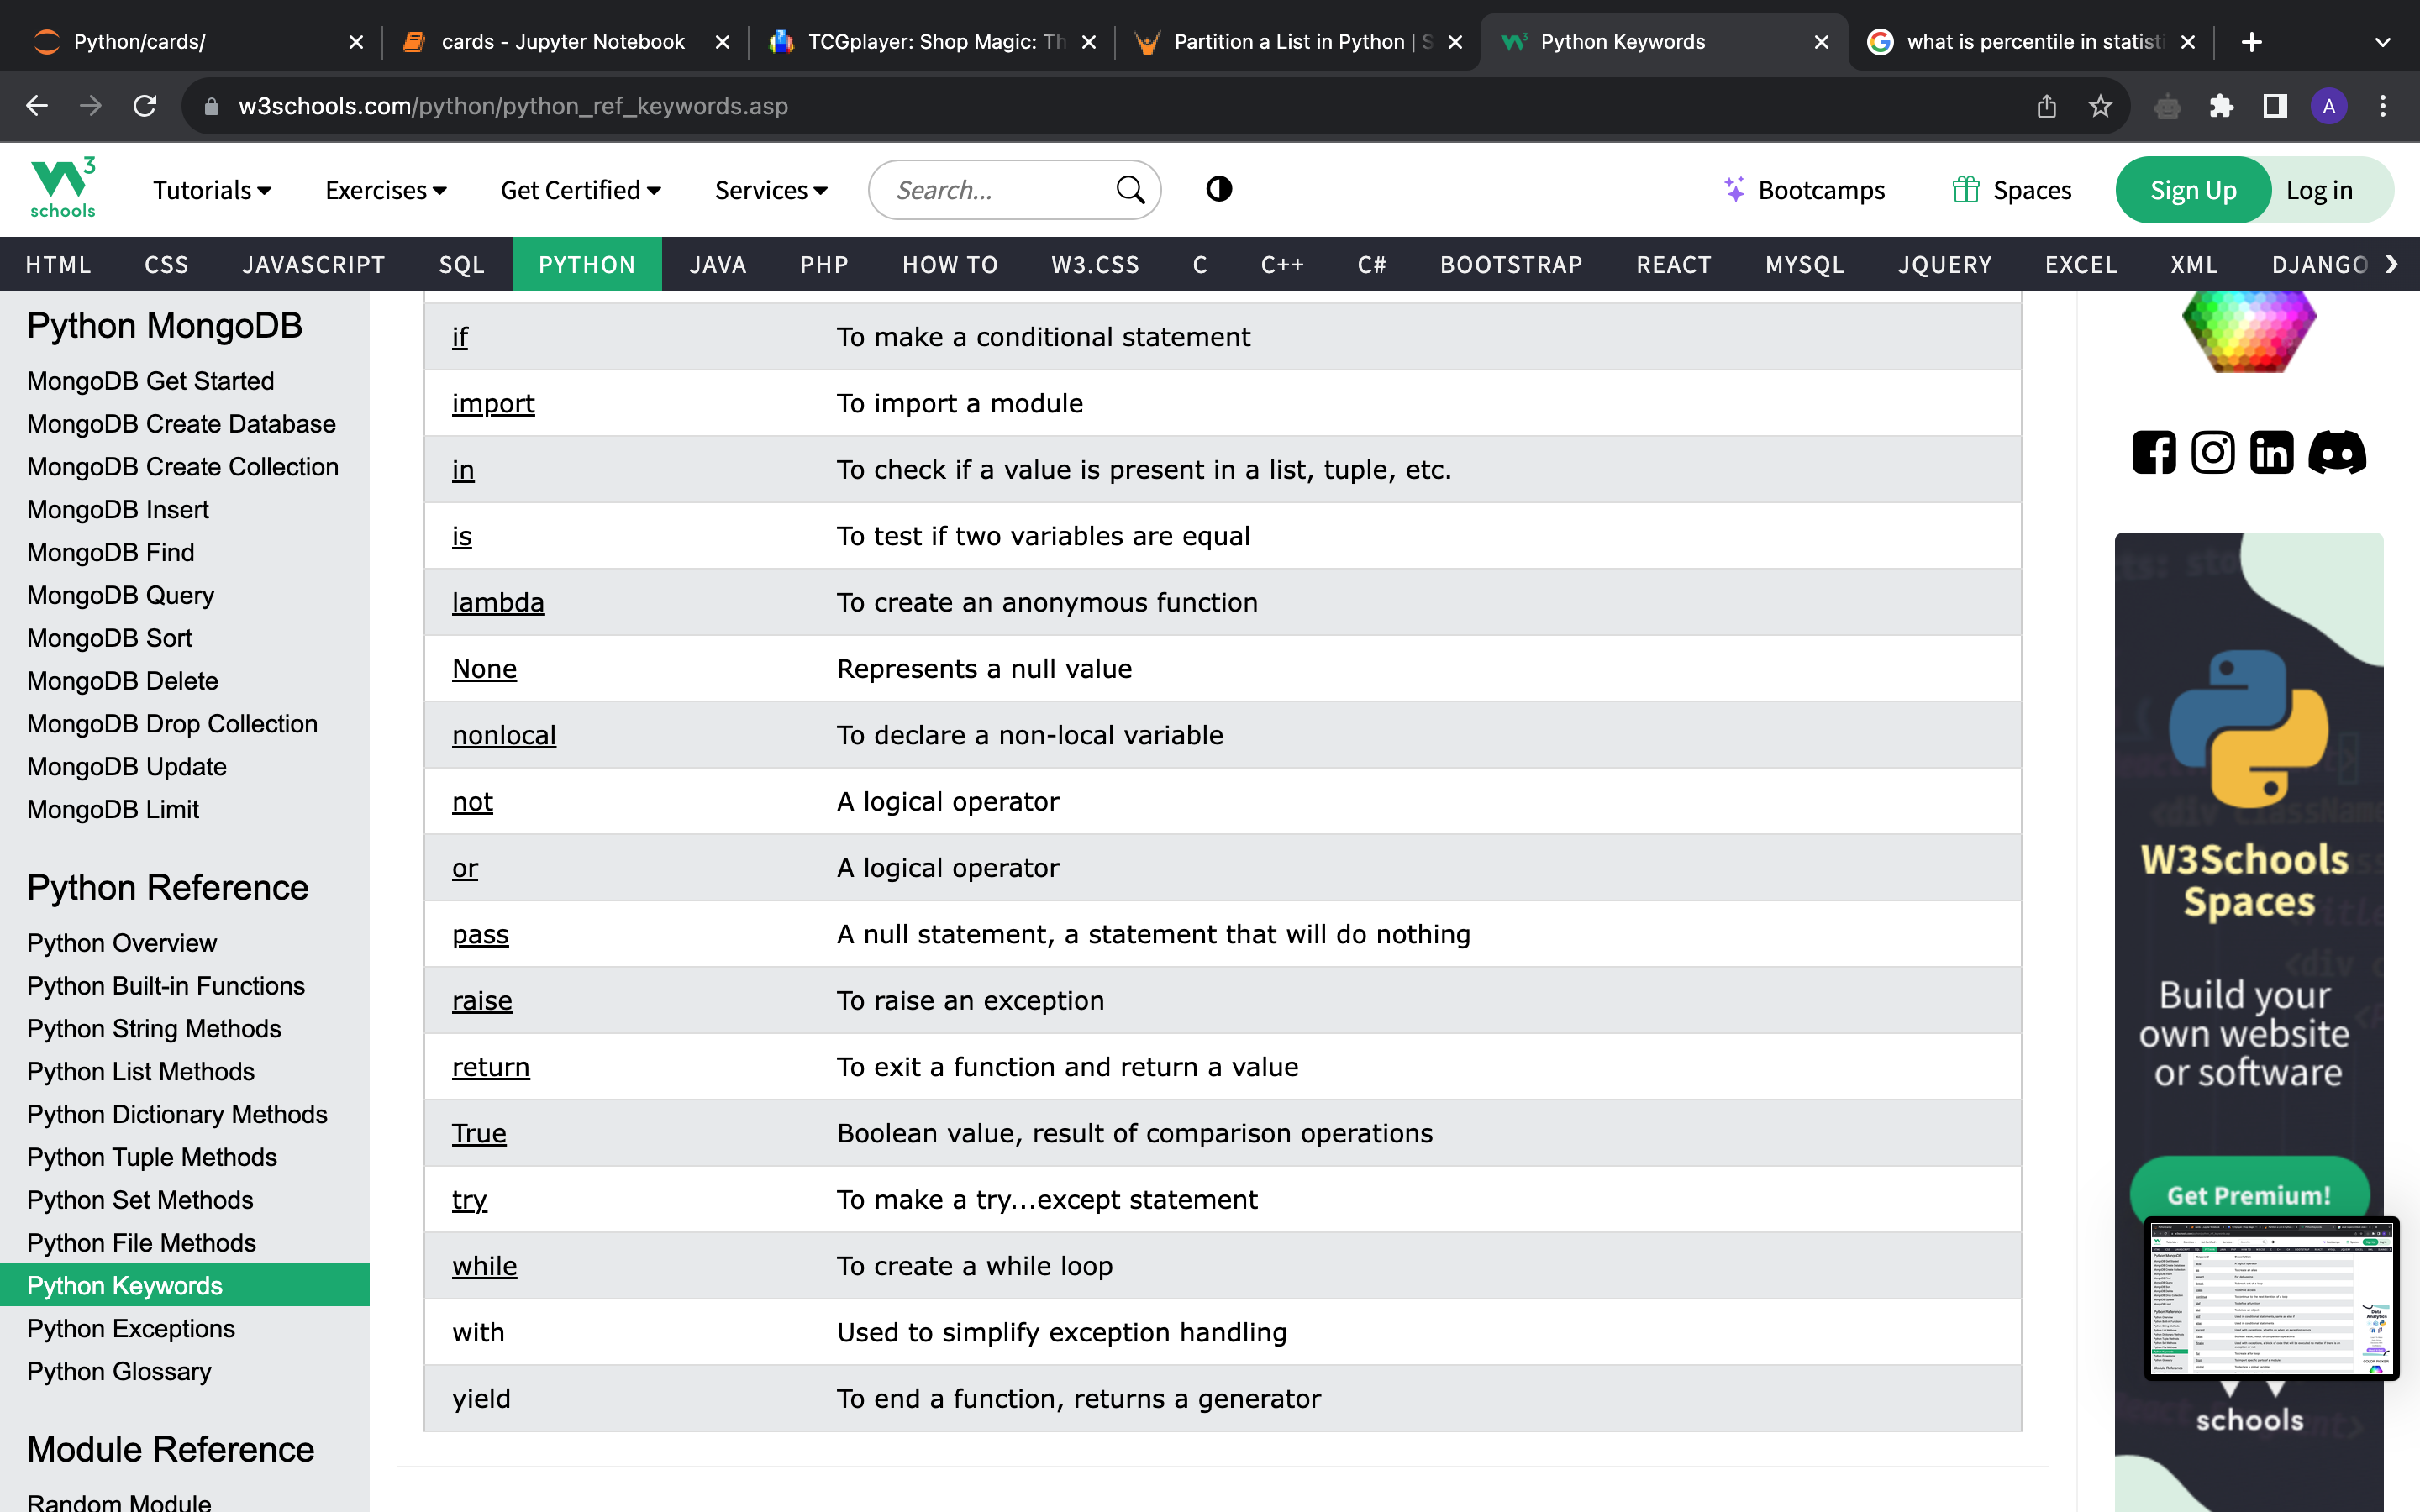 Python/cards/
cards - Jupyter Notebook
TCGplayer: Shop Magic: Th
Partition a List in Python | S
Python Keywords
what is percentile in statisti
w3schools.com/python/python_ref_keywords.asp
A
3
schools
Tutorials
Exercises
Get Certified
Services
Search...
Bootcamps
Spaces
Sign Up
Log in
HTML
CSS
JAVASCRIPT
SQL
PYTHON
JAVA
PHP
HOW TO
W3.CSS
C
C++
C#
BOOTSTRAP
REACT
MYSQL
JQUERY
EXCEL
XML
DJANGO
Python MongoDB
MongoDB Get Started
MongoDB Create Database
MongoDB Create Collection
MongoDB Insert
MongoDB Find
MongoDB Query
MongoDB Sort
MongoDB Delete
MongoDB Drop Collection
MongoDB Update
MongoDB Limit
Python Reference
Python Overview
Python Built-in Functions
Python String Methods
Python List Methods
Python Dictionary Methods
Python Tuple Methods
Python Set Methods
Python File Methods
Python Keywords
Python Exceptions
Python Glossary
Module Reference
Random Module
if To make a conditional statement
import To import a module
in To check if a value is present in a list, tuple, etc.
is To test if two variables are equal
lambda To create an anonymous function
None Represents a null value
nonlocal To declare a non-local variable
not A logical operator
or A logical operator
pass A null statement, a statement that will do nothing
raise To raise an exception
return To exit a function and return a value
True Boolean value, result of comparison operations
try To make a try...except statement
while To create a while loop
with Used to simplify exception handling
yield To end a function, returns a generator
W3Schools
Spaces
Build your
own website
or software
Get Premium!
schools